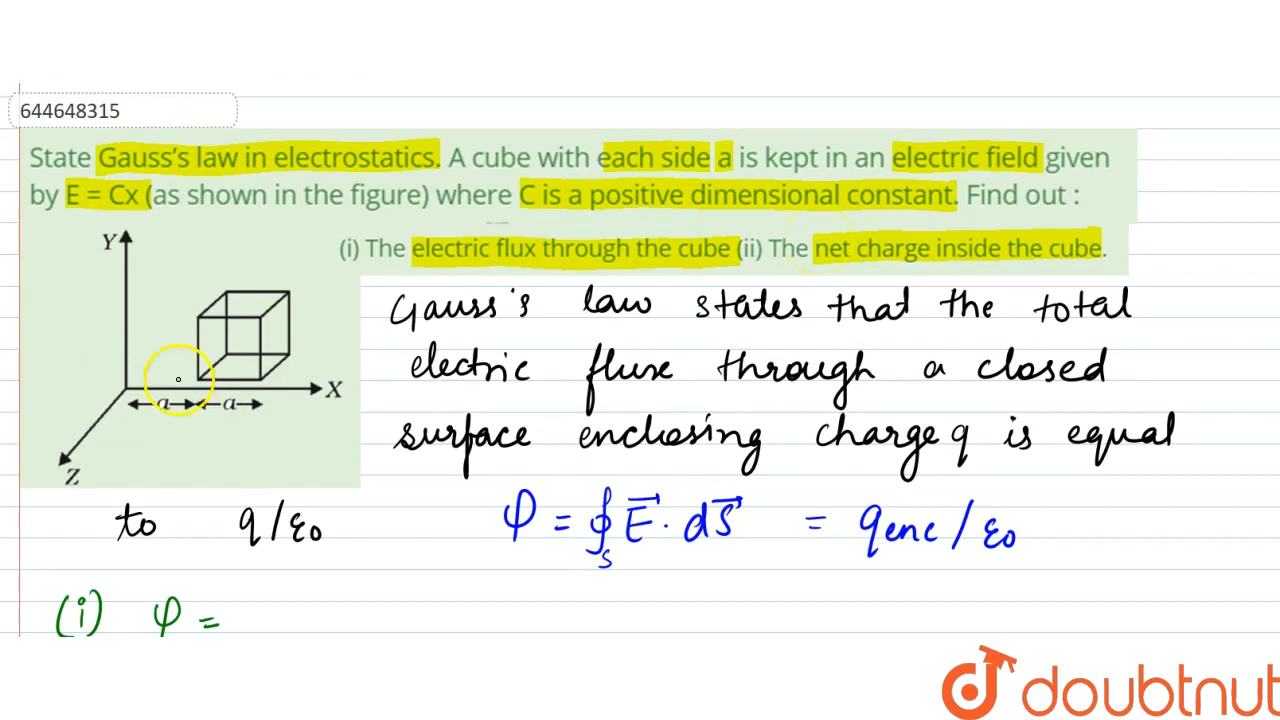 644648315
State Gauss’s law in electrostatics. A cube with each side a is kept in an electric field given
by E = Cx (as shown in the figure) where C is a positive dimensional constant. Find out :
(i) The electric flux through the cube (ii) The net charge inside the cube.
Y
X
a
a
Z
Gauss's law states that the total
electric flux through a closed
surface enclosing charge q is equal
to q/ε0
φ = ∮s E⃗ . dS⃗ = qenc / ε0
(i) φ =
doubtnut